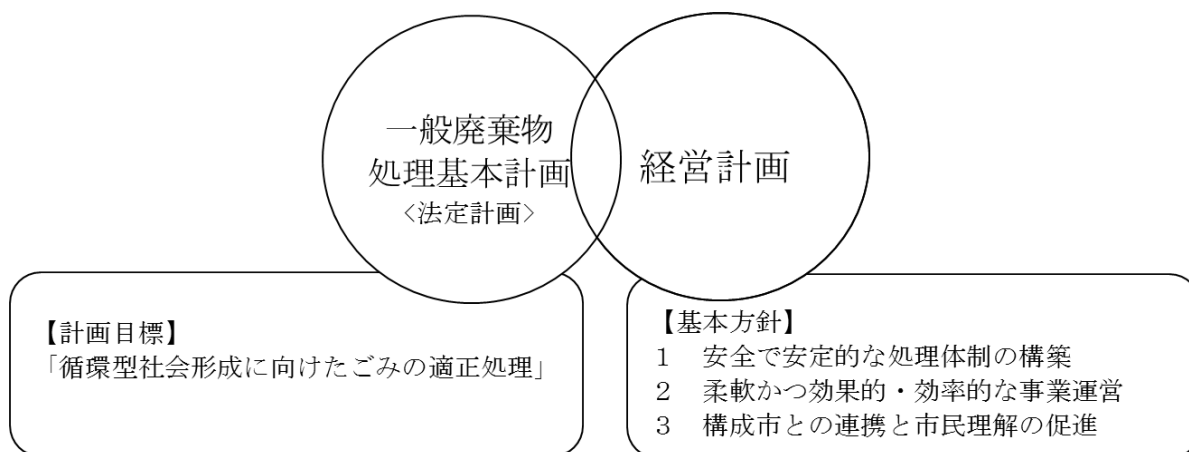 一般廃棄物
処理基本計画
<法定計画>
経営計画
【計画目標】
「循環型社会形成に向けたごみの適正処理」
【基本方針】
1　安全で安定的な処理体制の構築
2　柔軟かつ効果的・効率的な事業運営
3　構成市との連携と市民理解の促進